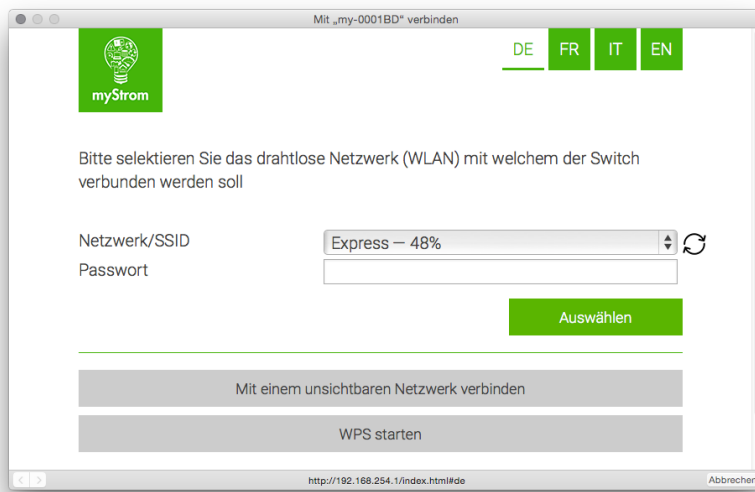 Mit „my-0001BD“ verbinden
myStrom
DE FR IT EN
Bitte selektieren Sie das drahtlose Netzwerk (WLAN) mit welchem der Switch
verbunden werden soll
Netzwerk/SSID Express — 48%
Passwort
Auswählen
Mit einem unsichtbaren Netzwerk verbinden
WPS starten
http://192.168.254.1/index.html#de Abbrechen